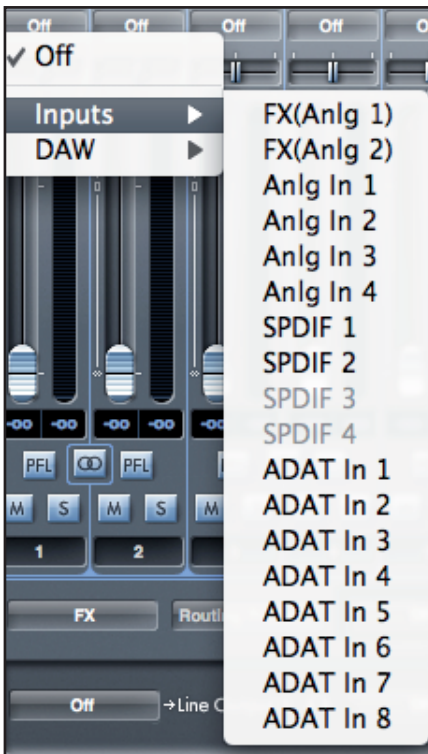 Off Off Off Off
✓ Off
Inputs
DAW
FX(Anlg 1)
FX(Anlg 2)
Anlg In 1
Anlg In 2
Anlg In 3
Anlg In 4
SPDIF 1
SPDIF 2
SPDIF 3
SPDIF 4
ADAT In 1
ADAT In 2
ADAT In 3
ADAT In 4
ADAT In 5
ADAT In 6
ADAT In 7
ADAT In 8
-oo -oo -oo -oo
PFL PFL
M S M S M
1 2
FX
Off →Line